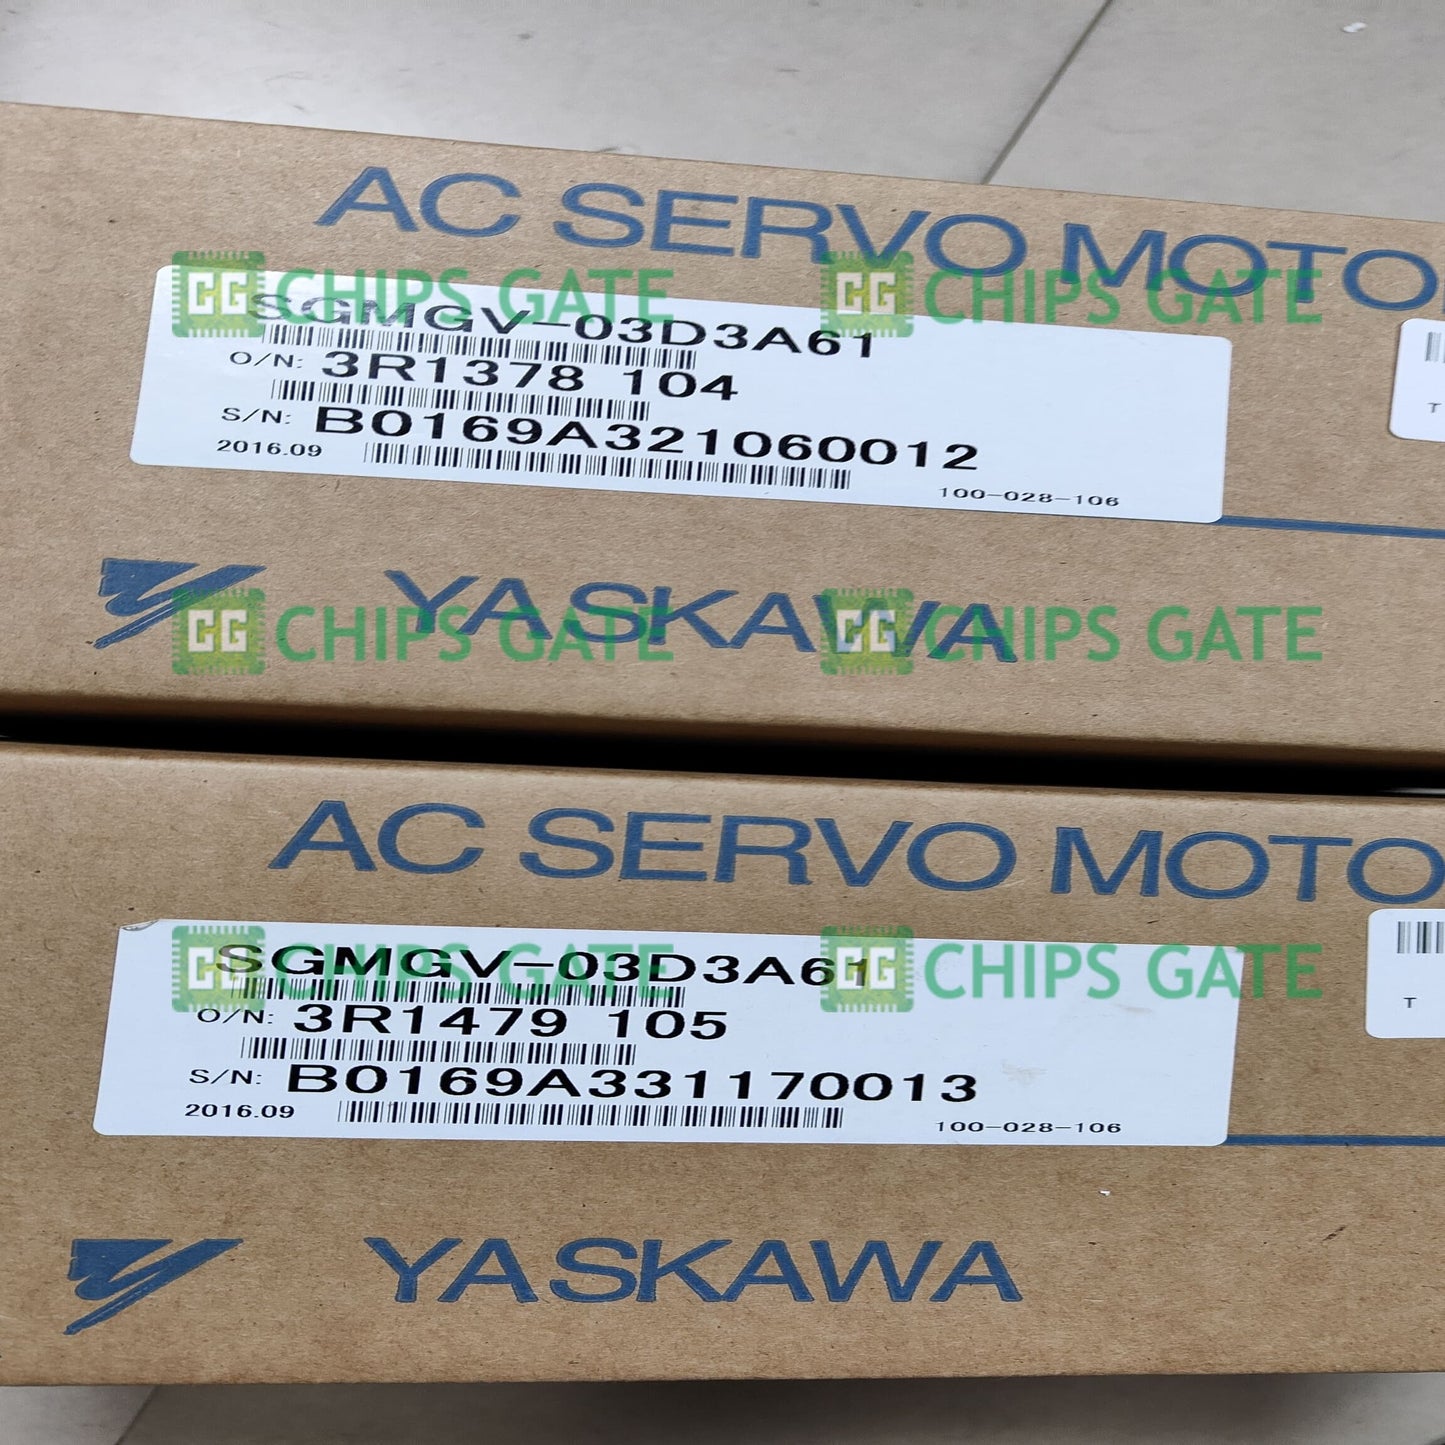 AC SERVO MOTO
CG CHIPS GATE CG CHIPS GATE
SGMGV-03D3A61
O/N: 3R1378 104
S/N: B0169A321060012
2016.09
100-028-106
T
YASKAWA
CG CHIPS GATE CG CHIPS GATE
AC SERVO MOTO
CG CHIPS GATE CG CHIPS GATE
SGMGV-03D3A61
O/N: 3R1479 105
S/N: B0169A331170013
2016.09
100-028-106
T
YASKAWA